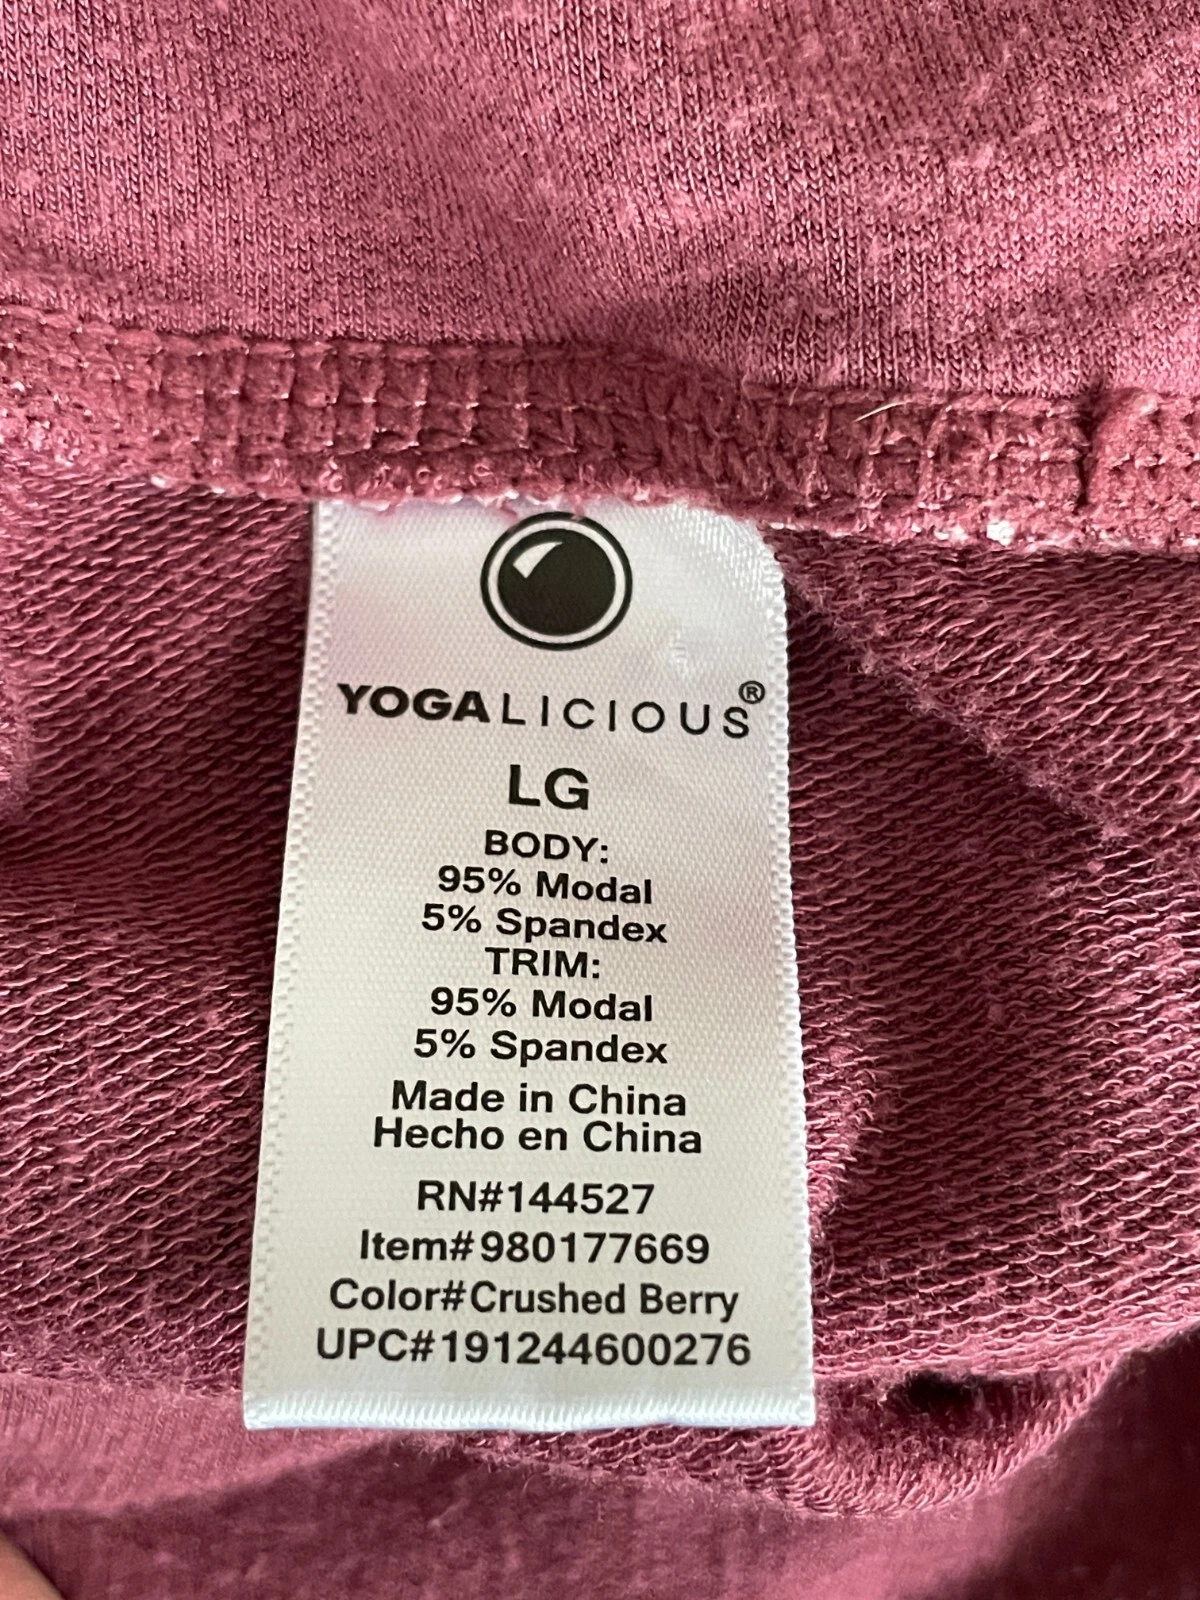 YOGALICIOUS®
LG
BODY:
95% Modal
5% Spandex
TRIM:
95% Modal
5% Spandex
Made in China
Hecho en China
RN#144527
Item#980177669
Color#Crushed Berry
UPC#191244600276